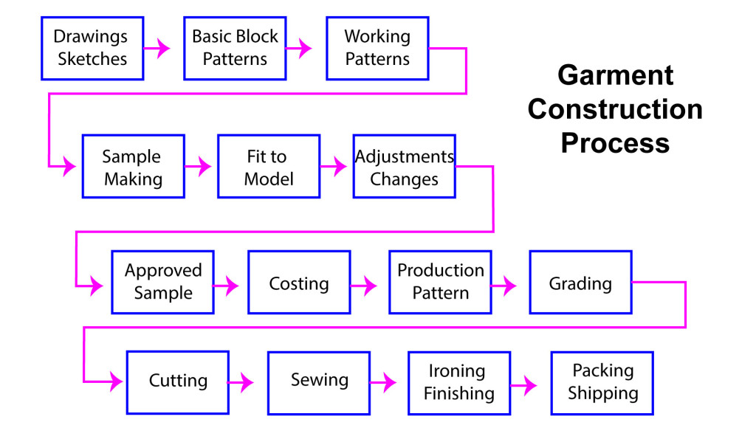 Drawings
Sketches
Basic Block
Patterns
Working
Patterns
Garment
Construction
Process
Sample
Making
Fit to
Model
Adjustments
Changes
Approved
Sample
Costing
Production
Pattern
Grading
Cutting
Sewing
Ironing
Finishing
Packing
Shipping